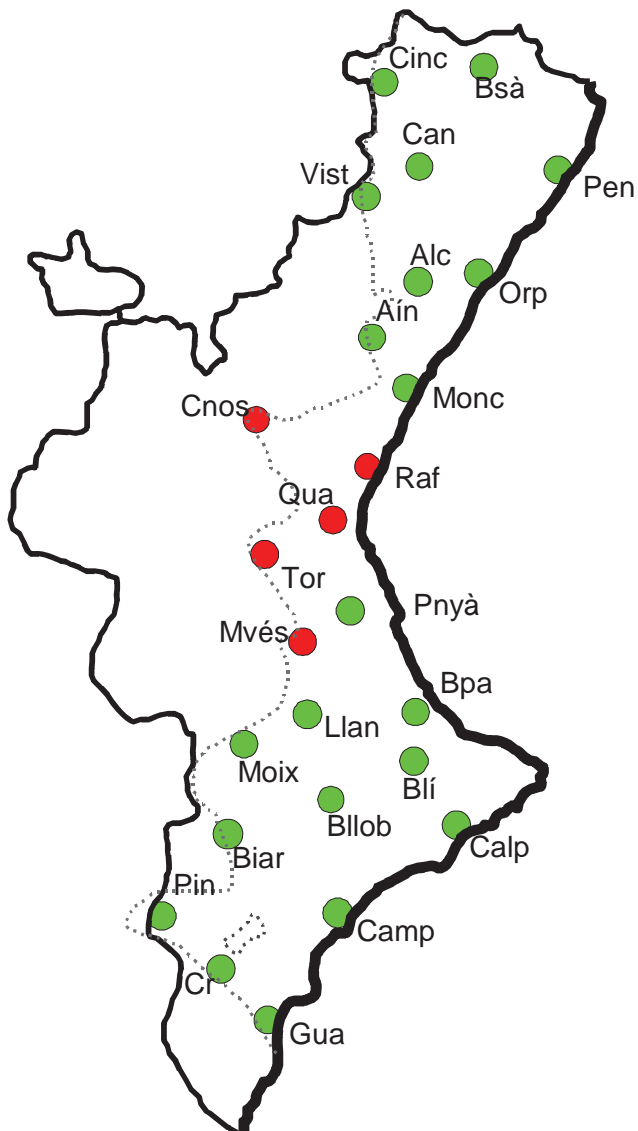 Cinc
Bsà
Can
Vist
Pen
Alc
Orp
Aín
Monc
Cnos
Raf
Qua
Tor
Pnyà
Mvés
Bpa
Llan
Moix
Blí
Bllob
Calp
Biar
Pin
Camp
Cr
Gua